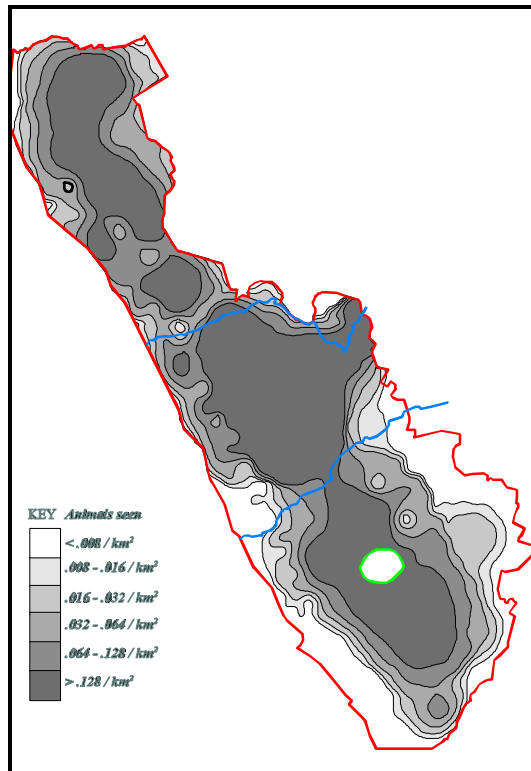 KEY Animals seen
<.008 / km²
.008 - .016 / km²
.016 - .032 / km²
.032 - .064 / km²
.064 - .128 / km²
>.128 / km²